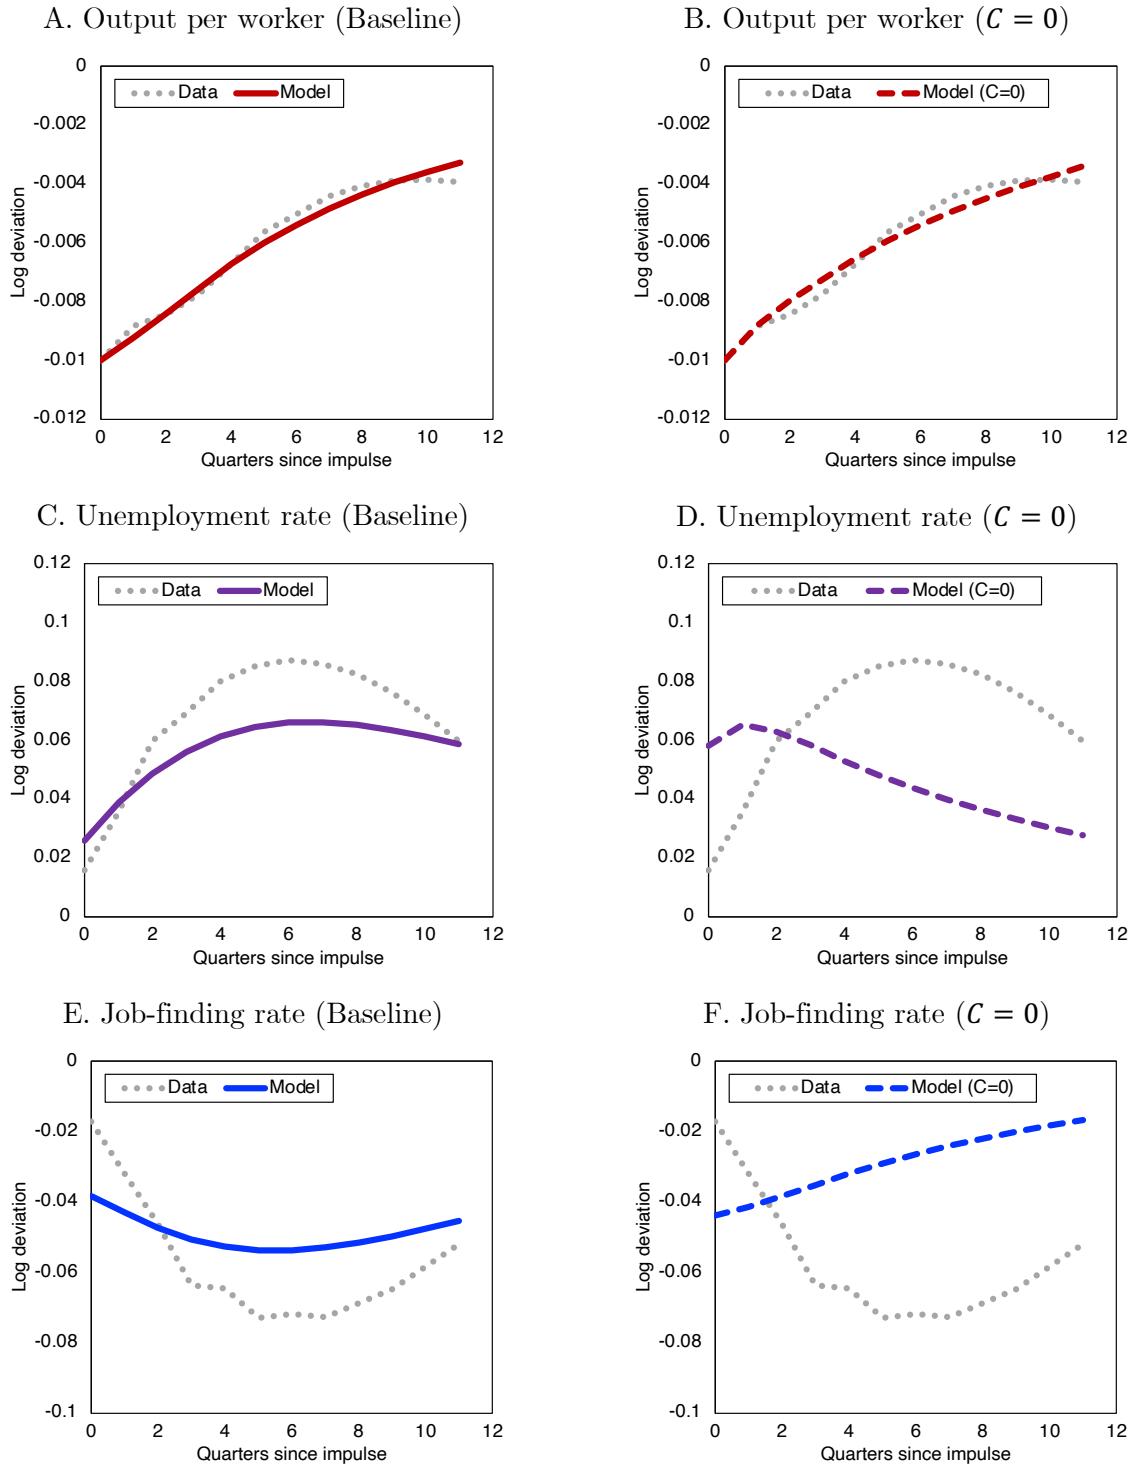 A. Output per worker (Baseline)
B. Output per worker (C = 0)
0
-0.002
-0.004
-0.006
-0.008
-0.01
-0.012
Log deviation
Data Model
0 2 4 6 8 10 12
Quarters since impulse
0
-0.002
-0.004
-0.006
-0.008
-0.01
-0.012
Log deviation
Data Model (C=0)
0 2 4 6 8 10 12
Quarters since impulse
C. Unemployment rate (Baseline)
D. Unemployment rate (C = 0)
0.12
0.1
0.08
0.06
0.04
0.02
0
Log deviation
Data Model
0 2 4 6 8 10 12
Quarters since impulse
0.12
0.1
0.08
0.06
0.04
0.02
0
Log deviation
Data Model (C=0)
0 2 4 6 8 10 12
Quarters since impulse
E. Job-finding rate (Baseline)
F. Job-finding rate (C = 0)
0
-0.02
-0.04
-0.06
-0.08
-0.1
Log deviation
Data Model
0 2 4 6 8 10 12
Quarters since impulse
0
-0.02
-0.04
-0.06
-0.08
-0.1
Log deviation
Data Model (C=0)
0 2 4 6 8 10 12
Quarters since impulse